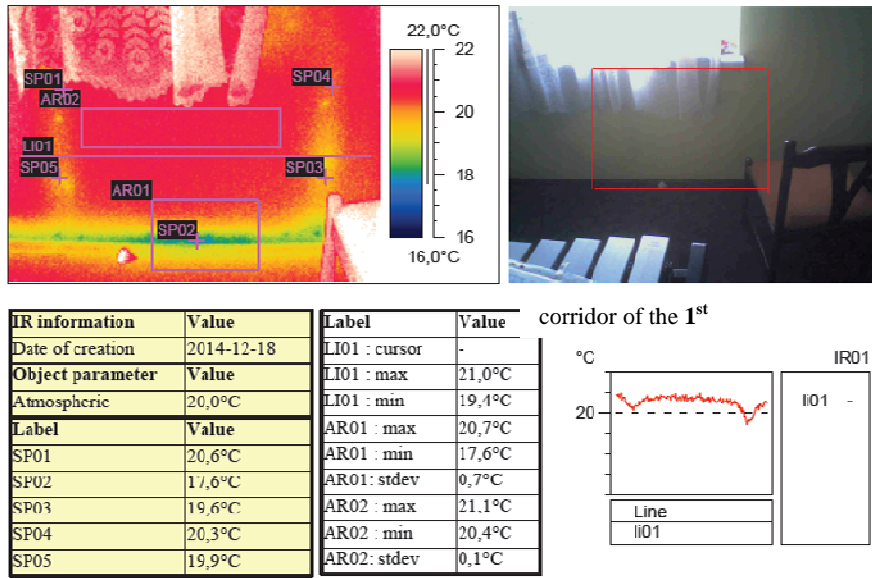 22,0°C
22
20
18
16
16,0°C
SP01
AR02
SP04
LI01
SP05
SP03
AR01
SP02
IR information Value
Date of creation 2014-12-18
Object parameter Value
Atmospheric 20,0°C
Label Value
SP01 20,6°C
SP02 17,6°C
SP03 19,6°C
SP04 20,3°C
SP05 19,9°C
Label Value
LI01 : cursor -
LI01 : max 21,0°C
LI01 : min 19,4°C
AR01 : max 20,7°C
AR01 : min 17,6°C
AR01: stdev 0,7°C
AR02 : max 21,1°C
AR02 : min 20,4°C
AR02: stdev 0,1°C
corridor of the 1st
°C IR01
20
li01 -
Line
li01